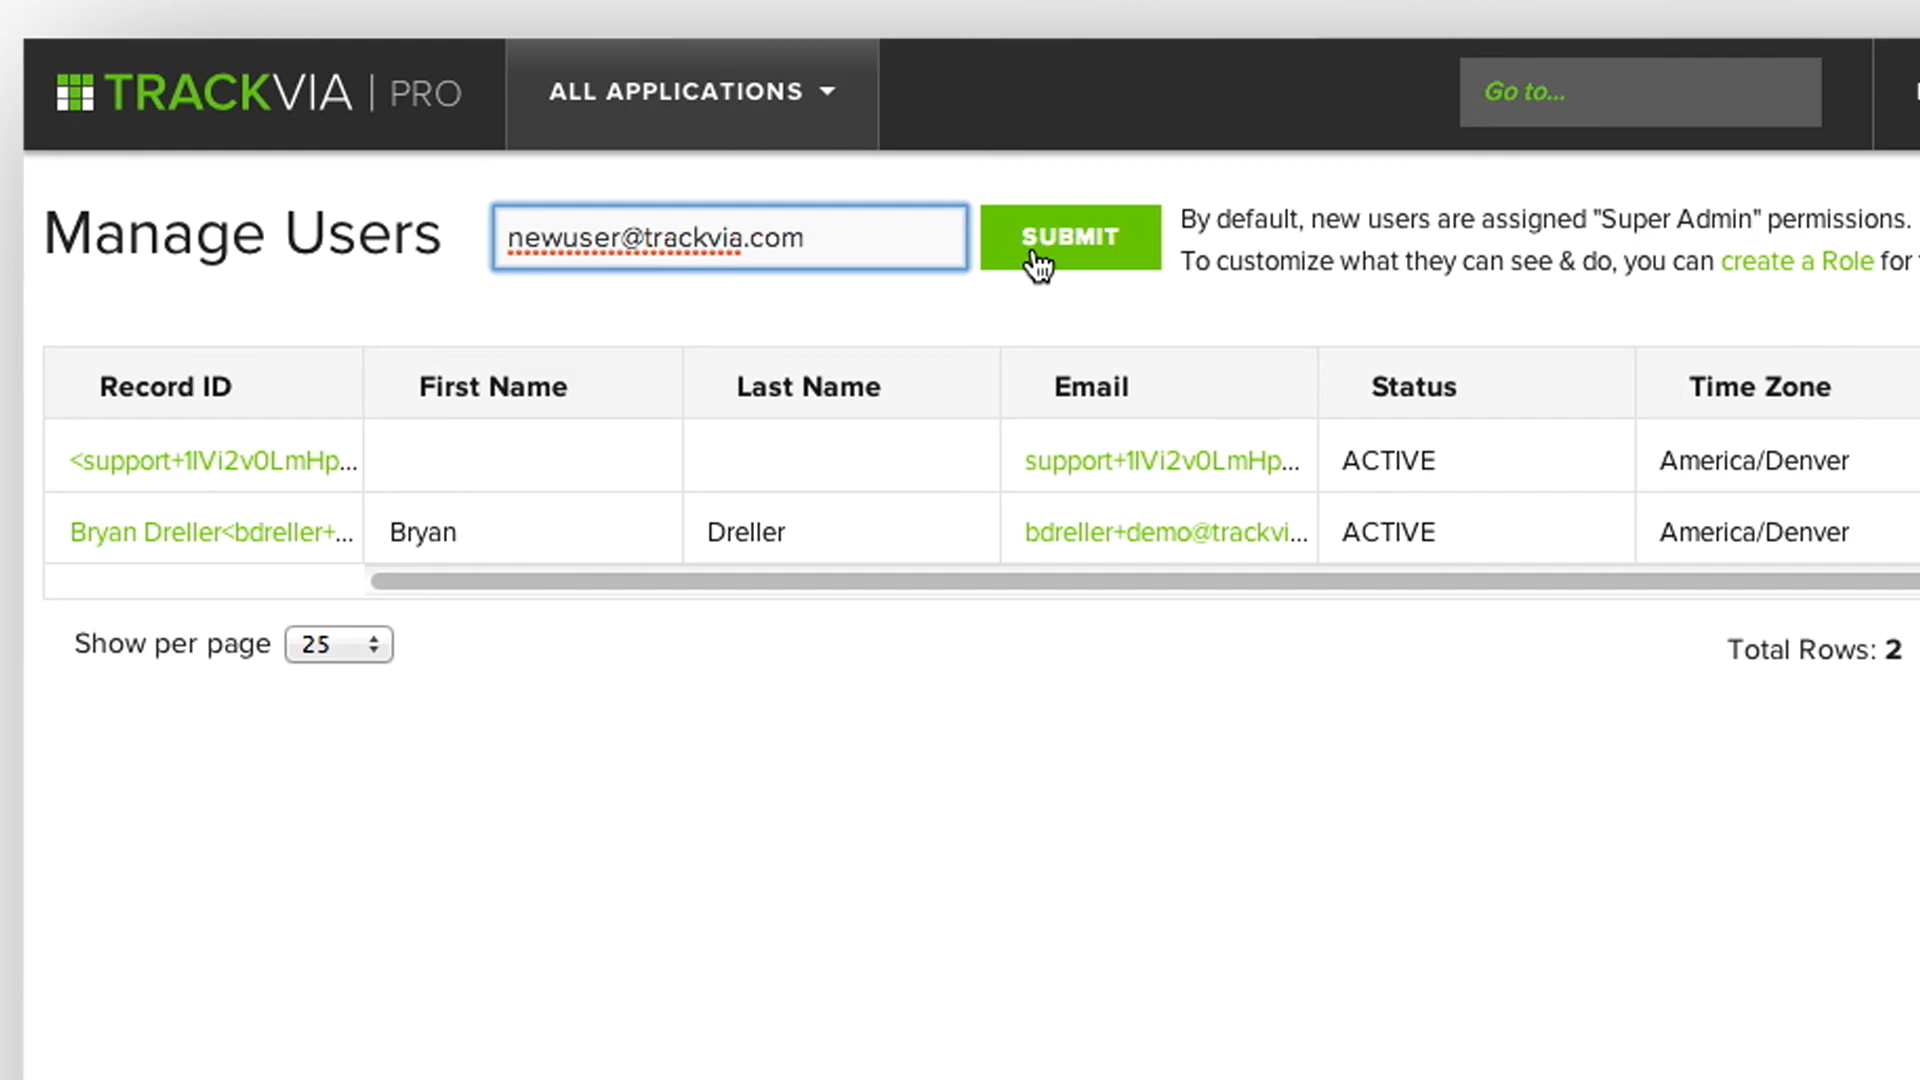 TRACKVIA | PRO
ALL APPLICATIONS
Go to...
Manage Users
newuser@trackvia.com
SUBMIT
By default, new users are assigned "Super Admin" permissions.
To customize what they can see & do, you can create a Role for
Record ID First Name Last Name Email Status Time Zone
<support+1IVi2v0LmHp... support+1IVi2v0LmHp... ACTIVE America/Denver
Bryan Dreller<bdreller+... Bryan Dreller bdreller+demo@trackvi... ACTIVE America/Denver
Show per page 25
Total Rows: 2